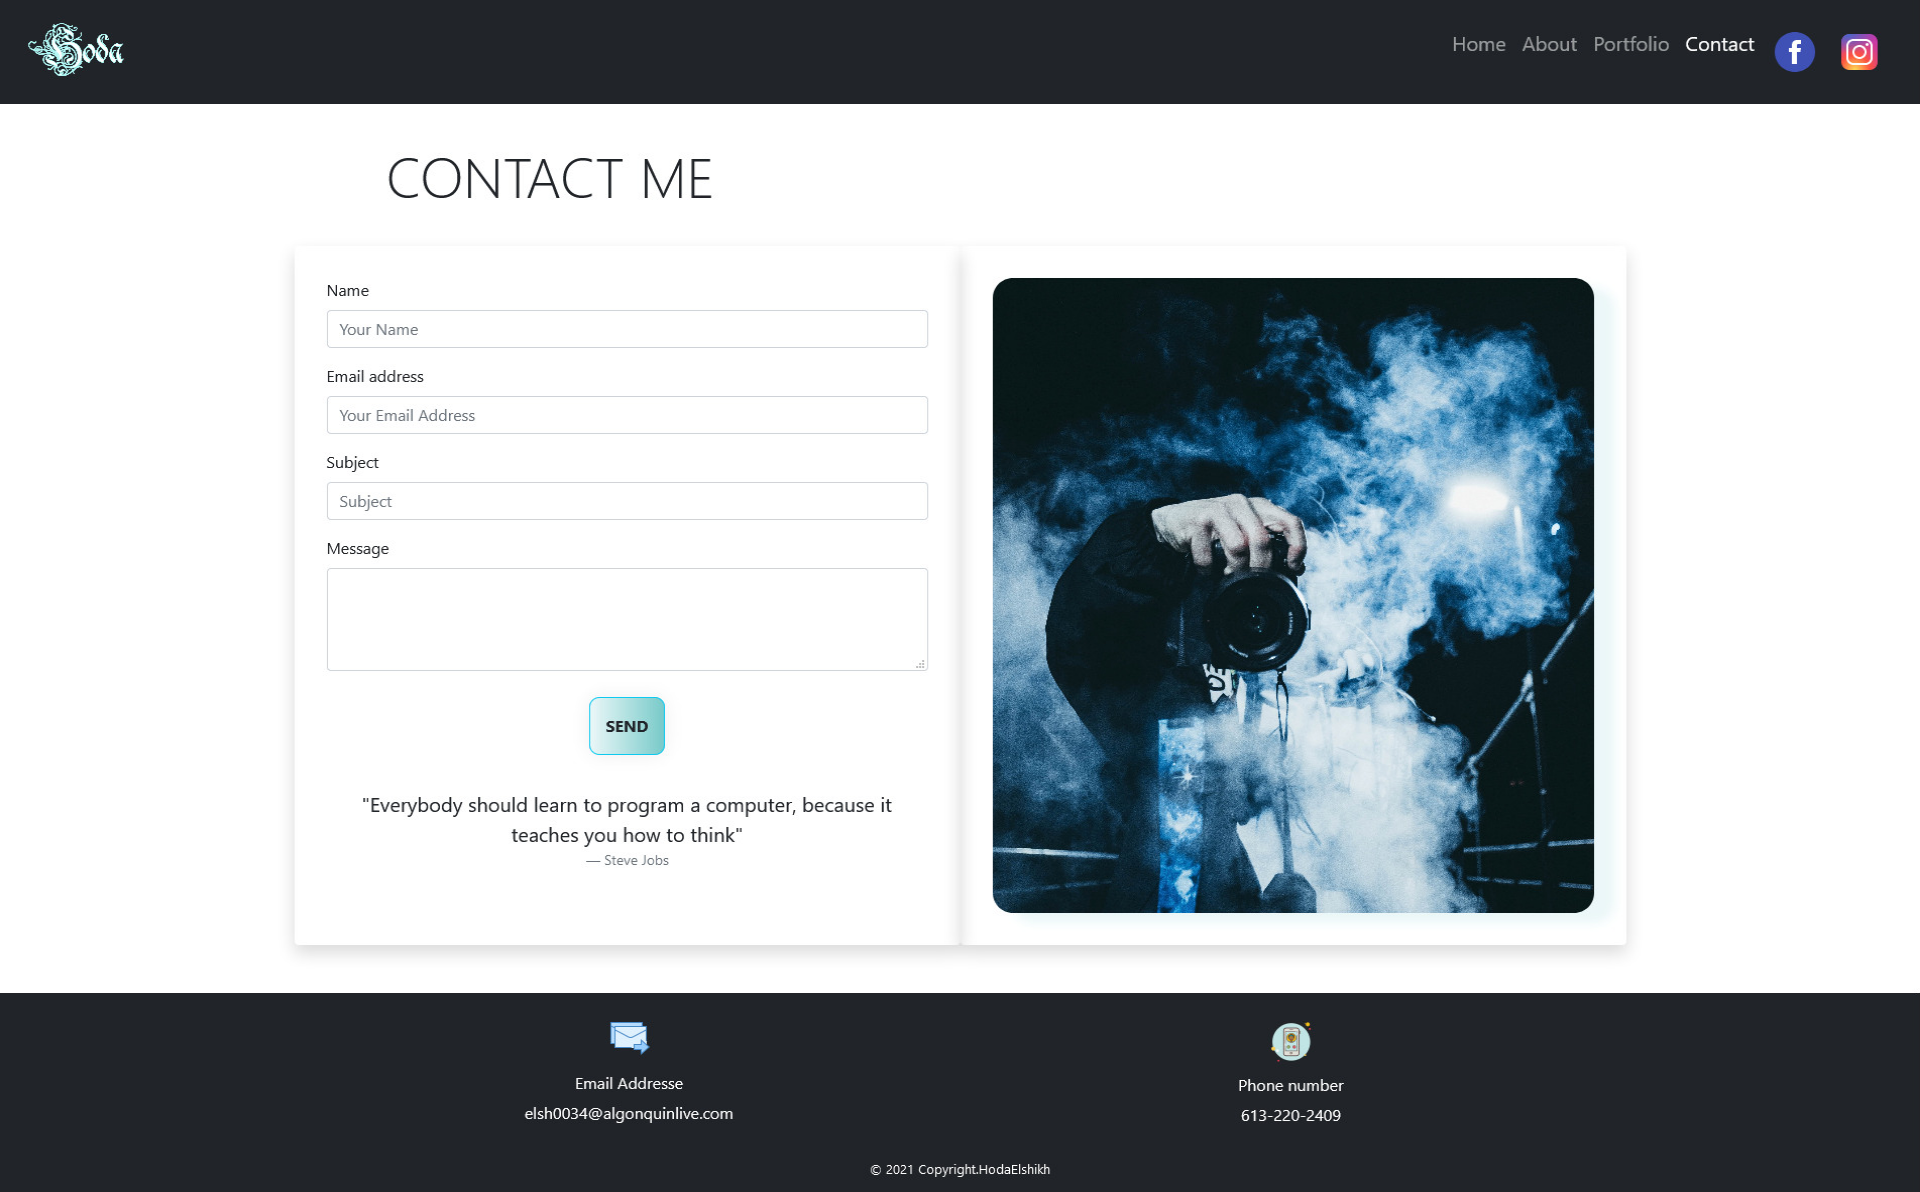 Hoda
Home About Portfolio Contact
CONTACT ME
Name
Your Name
Email address
Your Email Address
Subject
Subject
Message
SEND
"Everybody should learn to program a computer, because it
teaches you how to think"
— Steve Jobs
Email Addresse
elsh0034@algonquinlive.com
Phone number
613-220-2409
© 2021 Copyright.HodaElshikh